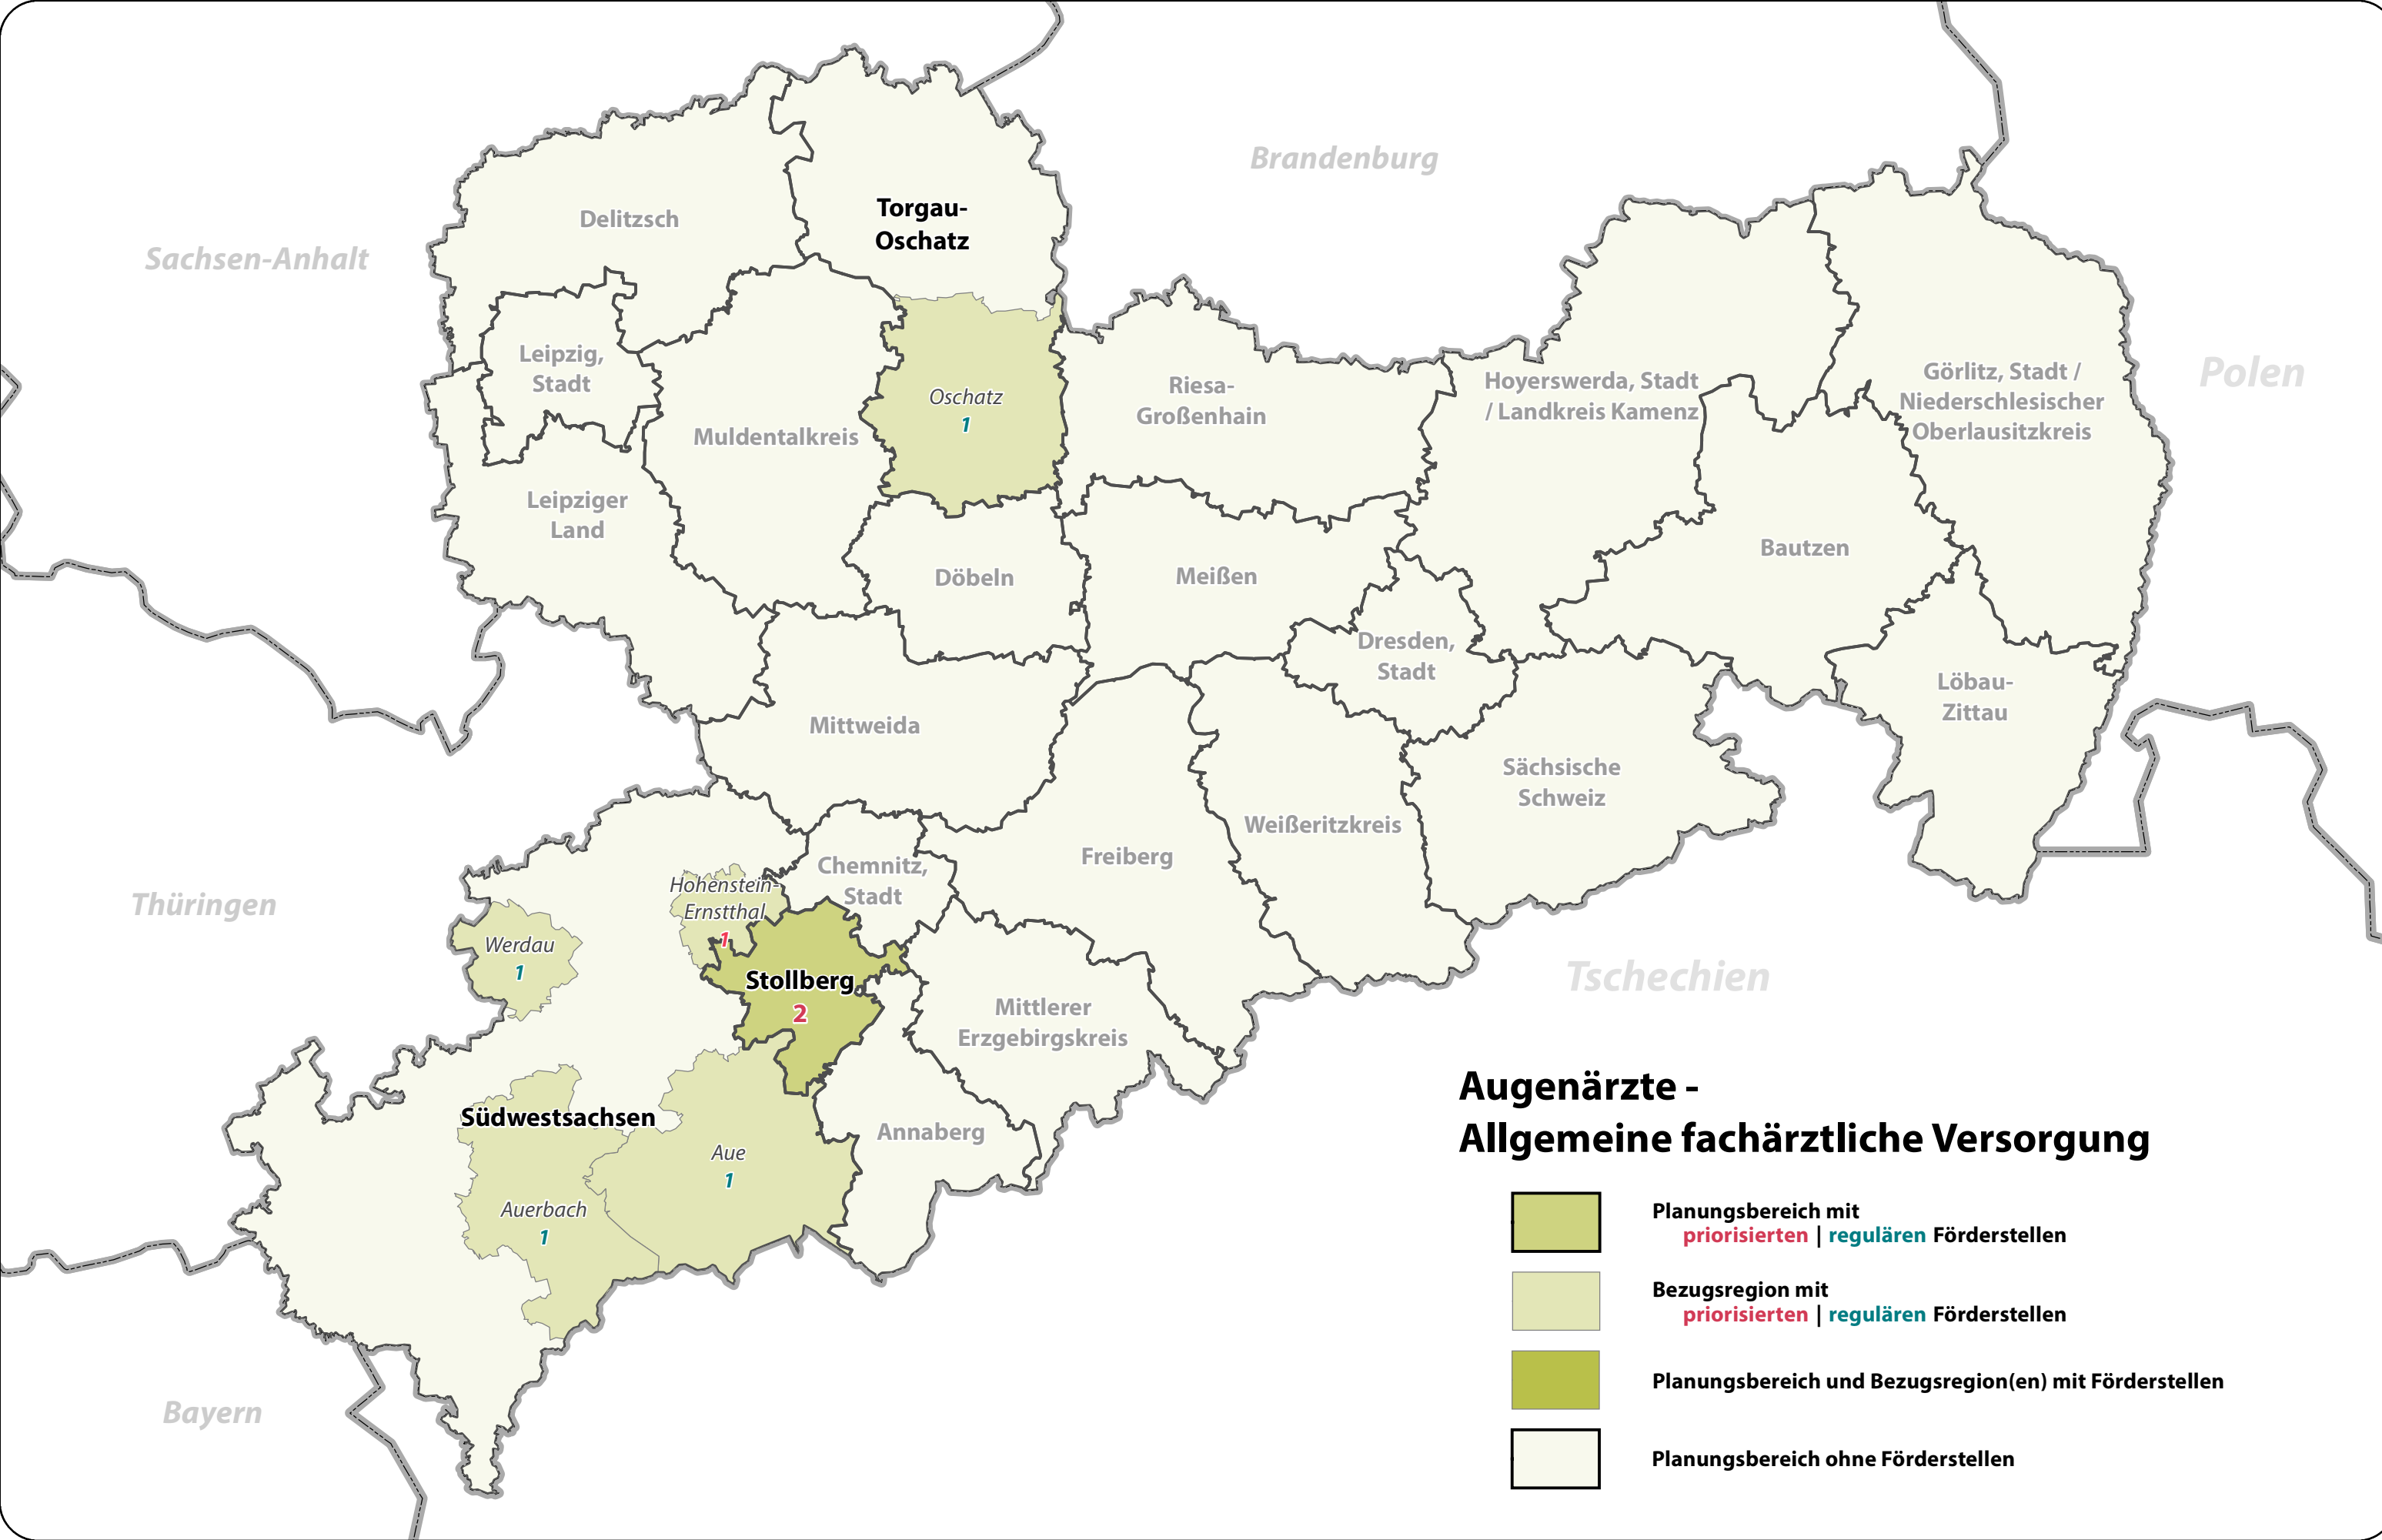 Brandenburg
Sachsen-Anhalt
Polen
Thüringen
Tschechien
Bayern
Delitzsch
Torgau-
Oschatz
Leipzig,
Stadt
Oschatz
1
Muldentalkreis
Riesa-
Großenhain
Hoyerswerda, Stadt
/ Landkreis Kamenz
Görlitz, Stadt /
Niederschlesischer
Oberlausitzkreis
Leipziger
Land
Döbeln
Meißen
Bautzen
Dresden,
Stadt
Löbau-
Zittau
Mittweida
Sächsische
Schweiz
Weißeritzkreis
Freiberg
Chemnitz,
Stadt
Hohenstein-
Ernstthal
1
Werdau
1
Stollberg
2
Mittlerer
Erzgebirgskreis
Südwestsachsen
Annaberg
Aue
1
Auerbach
1
Augenärzte -
Allgemeine fachärztliche Versorgung
Planungsbereich mit
priorisierten | regulären Förderstellen
Bezugsregion mit
priorisierten | regulären Förderstellen
Planungsbereich und Bezugsregion(en) mit Förderstellen
Planungsbereich ohne Förderstellen